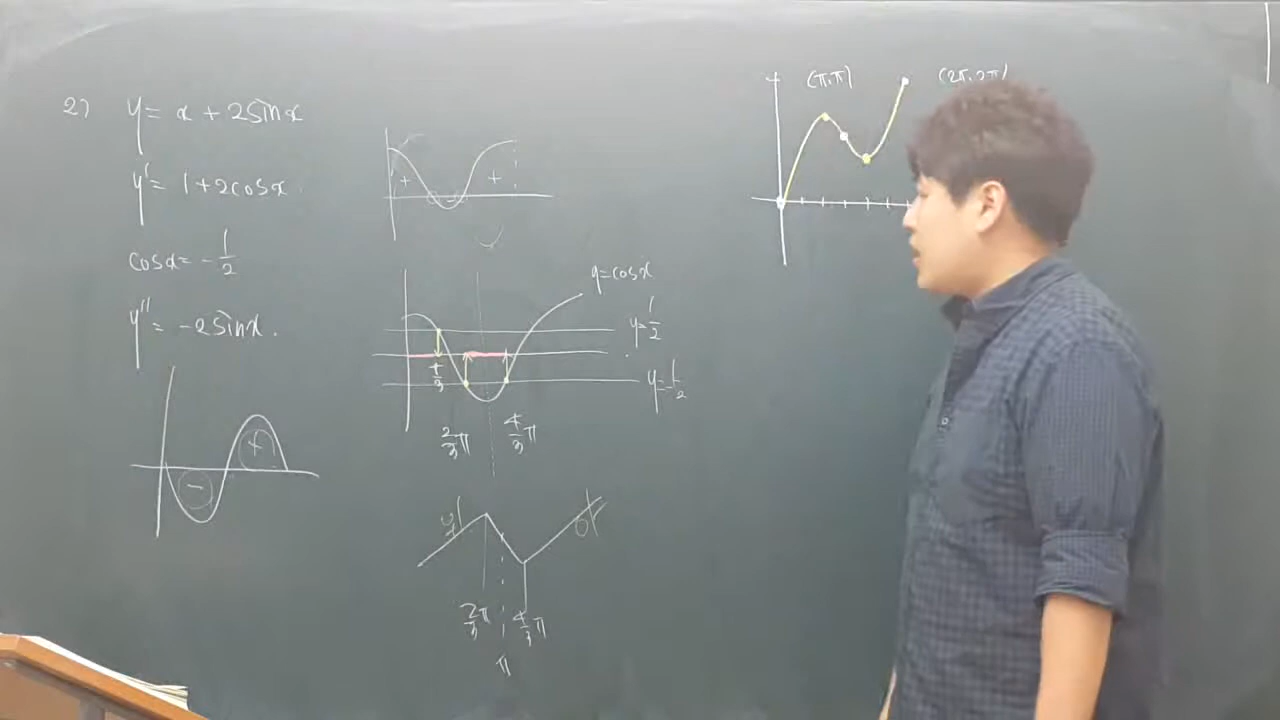 2) y = x + 2sinx
y' = 1 + 2cosx.
cosx = -1/2
y'' = -2sinx.
-
+
+
-
+
y=cosx
y=1/2
y=-1/2
π/3
2/3π
4/3π
2/3π
4/3π
π
(π,π)
(2π,2π)